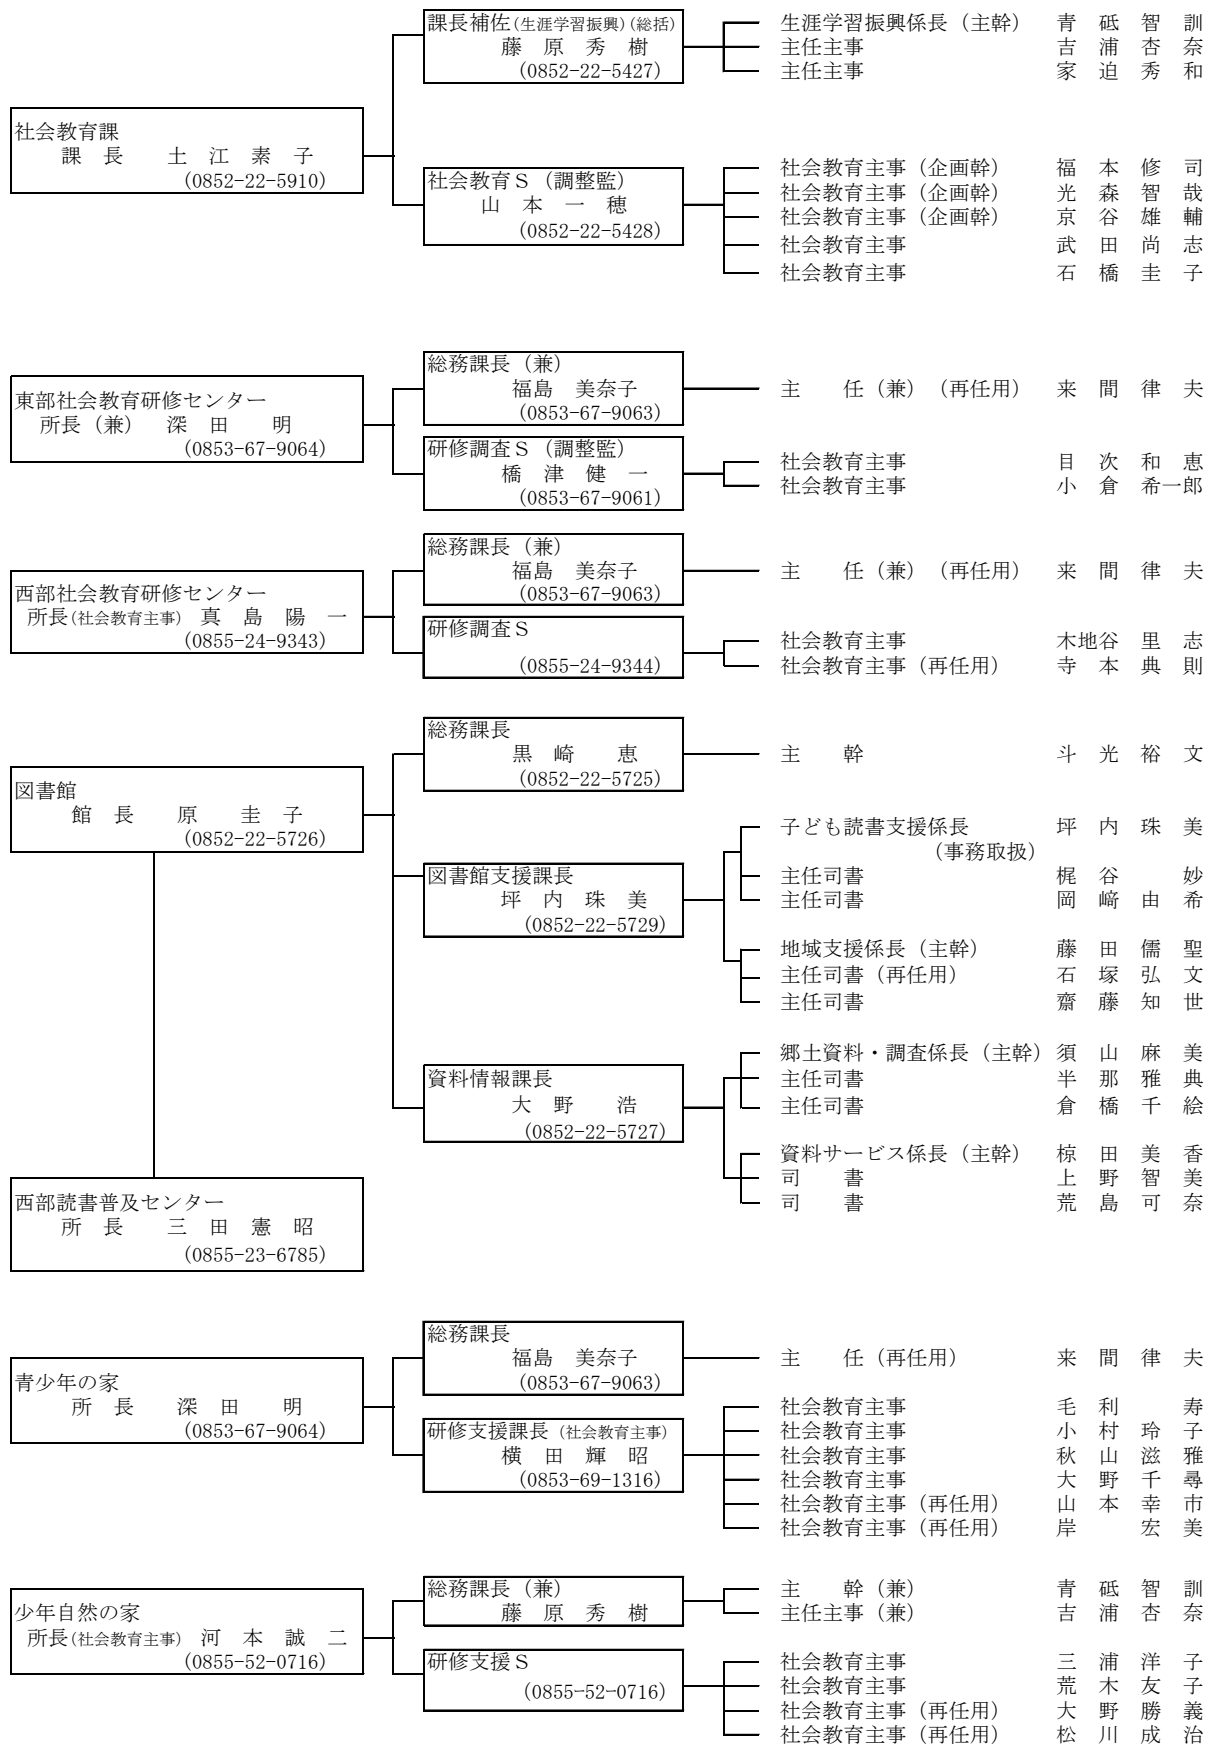 課長補佐(生涯学習振興)(総括)
藤原秀樹
(0852-22-5427)
生涯学習振興係長（主幹） 青砥智訓
主任主事 吉浦杏奈
主任主事 家迫秀和
社会教育課
課長 土江素子
(0852-22-5910)
社会教育Ｓ（調整監）
山本一穂
(0852-22-5428)
社会教育主事（企画幹） 福本修司
社会教育主事（企画幹） 光森智哉
社会教育主事（企画幹） 京谷雄輔
社会教育主事 武田尚志
社会教育主事 石橋圭子
東部社会教育研修センター
所長（兼） 深田明
(0853-67-9064)
総務課長（兼）
福島 美奈子
(0853-67-9063)
主任（兼）（再任用） 来間律夫
研修調査Ｓ（調整監）
橋津健一
(0853-67-9061)
社会教育主事 目次和恵
社会教育主事 小倉希一郎
西部社会教育研修センター
所長(社会教育主事) 真島陽一
(0855-24-9343)
総務課長（兼）
福島 美奈子
(0853-67-9063)
主任（兼）（再任用） 来間律夫
研修調査Ｓ
(0855-24-9344)
社会教育主事 木地谷里志
社会教育主事（再任用） 寺本典則
図書館
館長 原圭子
(0852-22-5726)
総務課長
黒崎恵
(0852-22-5725)
主幹 斗光裕文
図書館支援課長
坪内珠美
(0852-22-5729)
子ども読書支援係長 坪内珠美
（事務取扱）
主任司書 梶谷妙
主任司書 岡﨑由希
地域支援係長（主幹） 藤田儒聖
主任司書（再任用） 石塚弘文
主任司書 齋藤知世
資料情報課長
大野浩
(0852-22-5727)
郷土資料・調査係長（主幹） 須山麻美
主任司書 半那雅典
主任司書 倉橋千絵
資料サービス係長（主幹） 椋田美香
司書 上野智美
司書 荒島可奈
西部読書普及センター
所長 三田憲昭
(0855-23-6785)
青少年の家
所長 深田明
(0853-67-9064)
総務課長
福島 美奈子
(0853-67-9063)
主任（再任用） 来間律夫
研修支援課長（社会教育主事）
横田輝昭
(0853-69-1316)
社会教育主事 毛利寿
社会教育主事 小村玲子
社会教育主事 秋山滋雅
社会教育主事 大野千尋
社会教育主事（再任用） 山本幸市
社会教育主事（再任用） 岸宏美
少年自然の家
所長(社会教育主事) 河本誠二
(0855-52-0716)
総務課長（兼）
藤原秀樹
主幹（兼） 青砥智訓
主任主事（兼） 吉浦杏奈
研修支援Ｓ
(0855-52-0716)
社会教育主事 三浦洋子
社会教育主事 荒木友子
社会教育主事（再任用） 大野勝義
社会教育主事（再任用） 松川成治